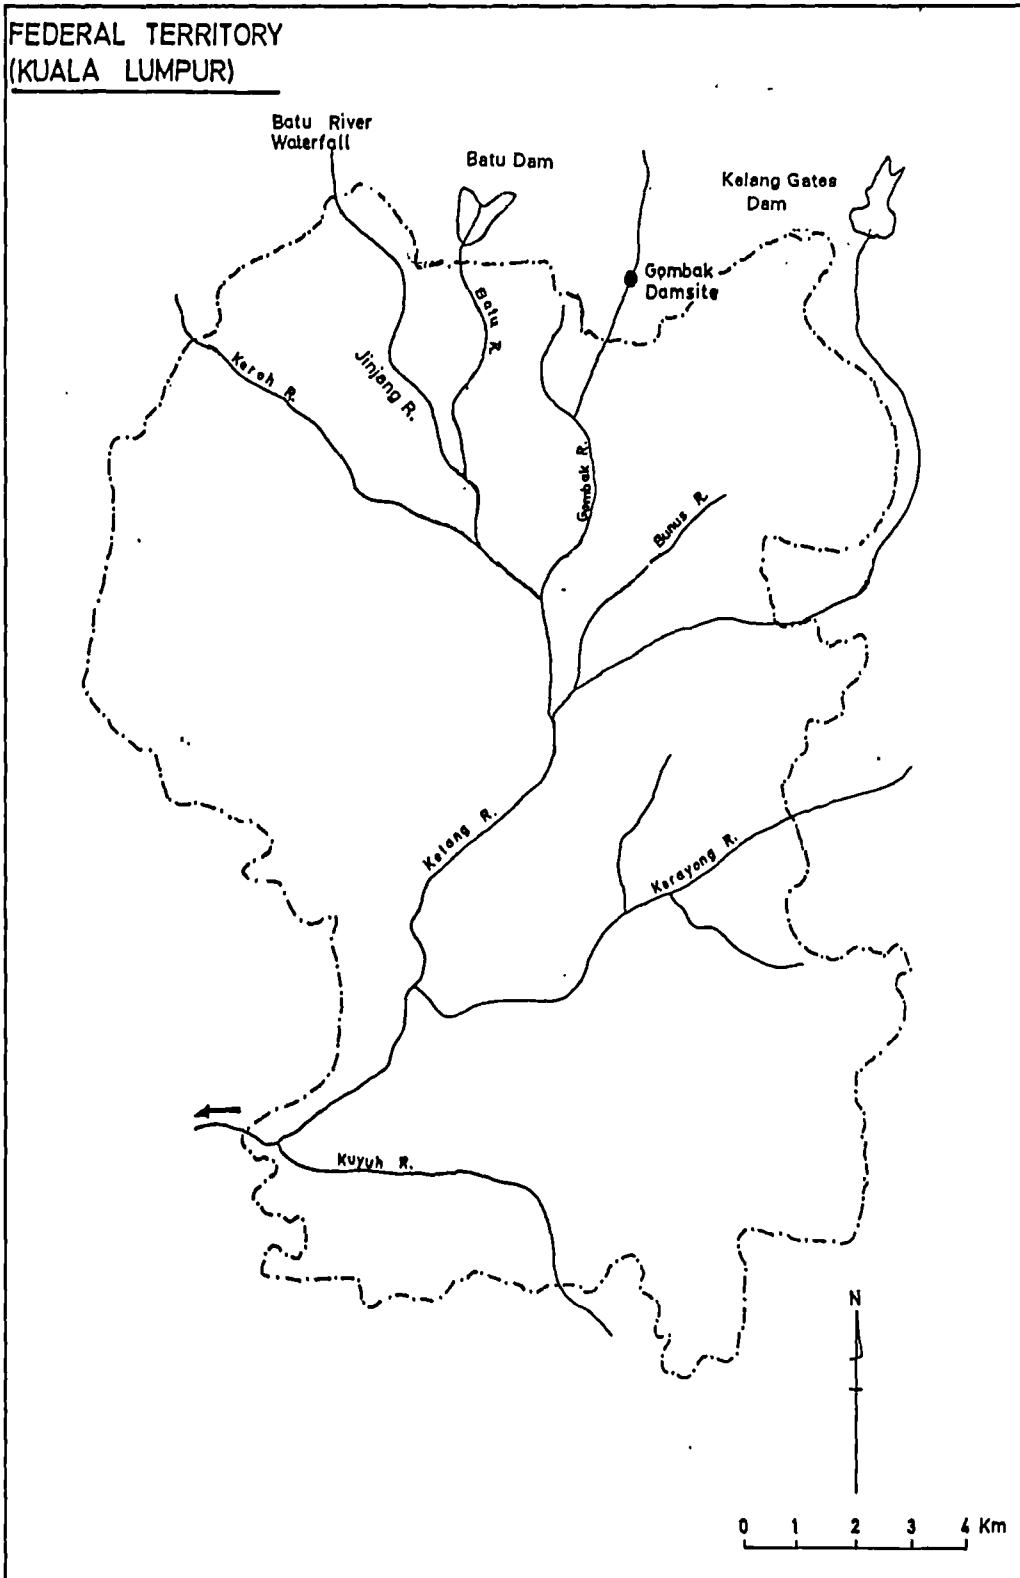 FEDERAL TERRITORY
(KUALA LUMPUR)
Batu River
Waterfall
Batu Dam
Kelang Gates
Dam
Gombak
Damsite
Batu R.
Keroh R.
Jinjang R.
Gombak R.
Bunus R.
Kelang R.
Kerayong R.
Kuyuh R.
N
0 1 2 3 4 Km